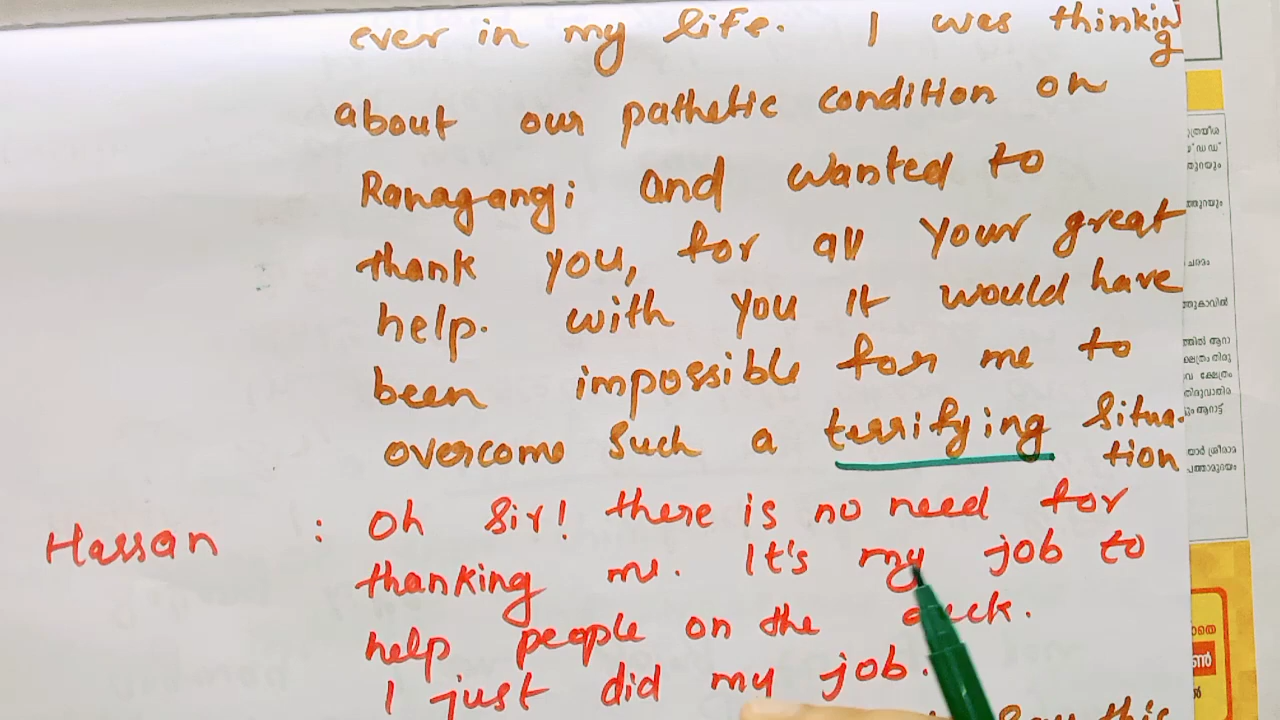 ever in my life. I was thinking
about our pathetic condition on
Ranagangi and wanted to
thank you, for all your great
help. with you it would have
been impossible for me to
overcome such a terrifying situa-
tion
Hassan : Oh Sir! there is no need for
thanking me. It's my job to
help people on the deck.
I just did my job.
say this